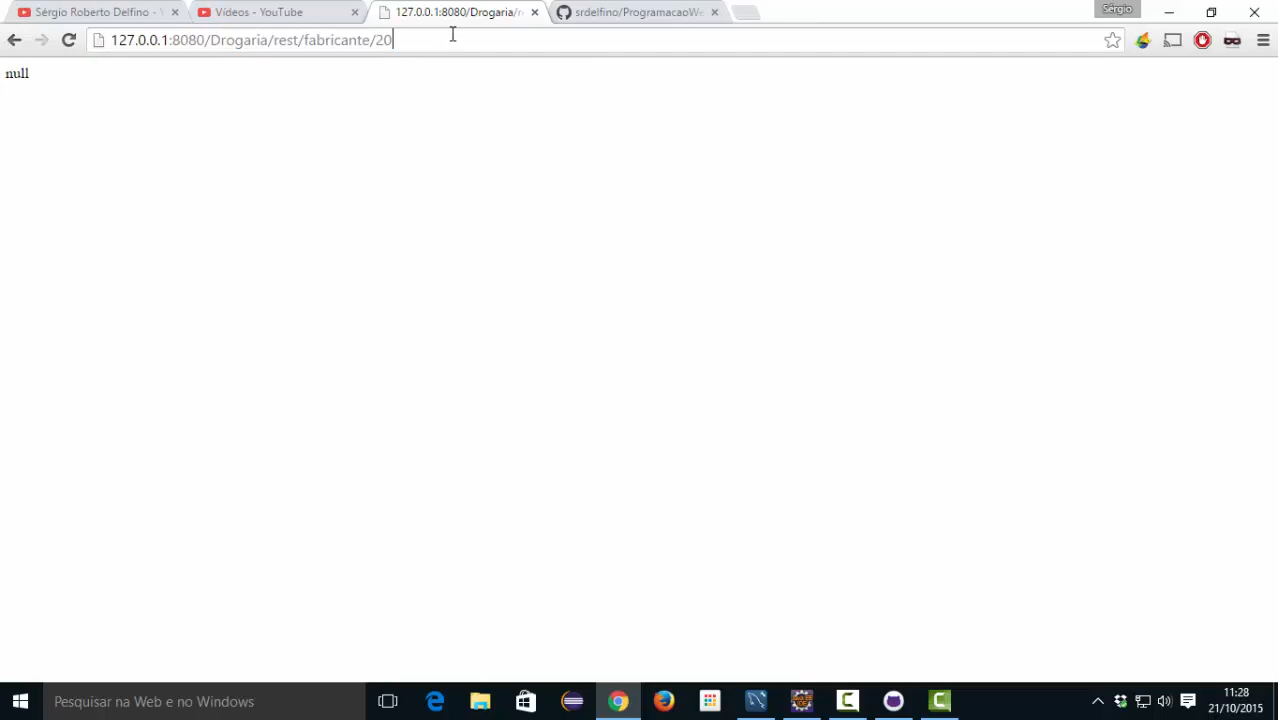 Sérgio Roberto Delfino - Y
Vídeos - YouTube
127.0.0.1:8080/Drogaria/r
srdelfino/ProgramacaoWe
Sérgio
127.0.0.1:8080/Drogaria/rest/fabricante/20
null
Pesquisar na Web e no Windows
11:28
21/10/2015